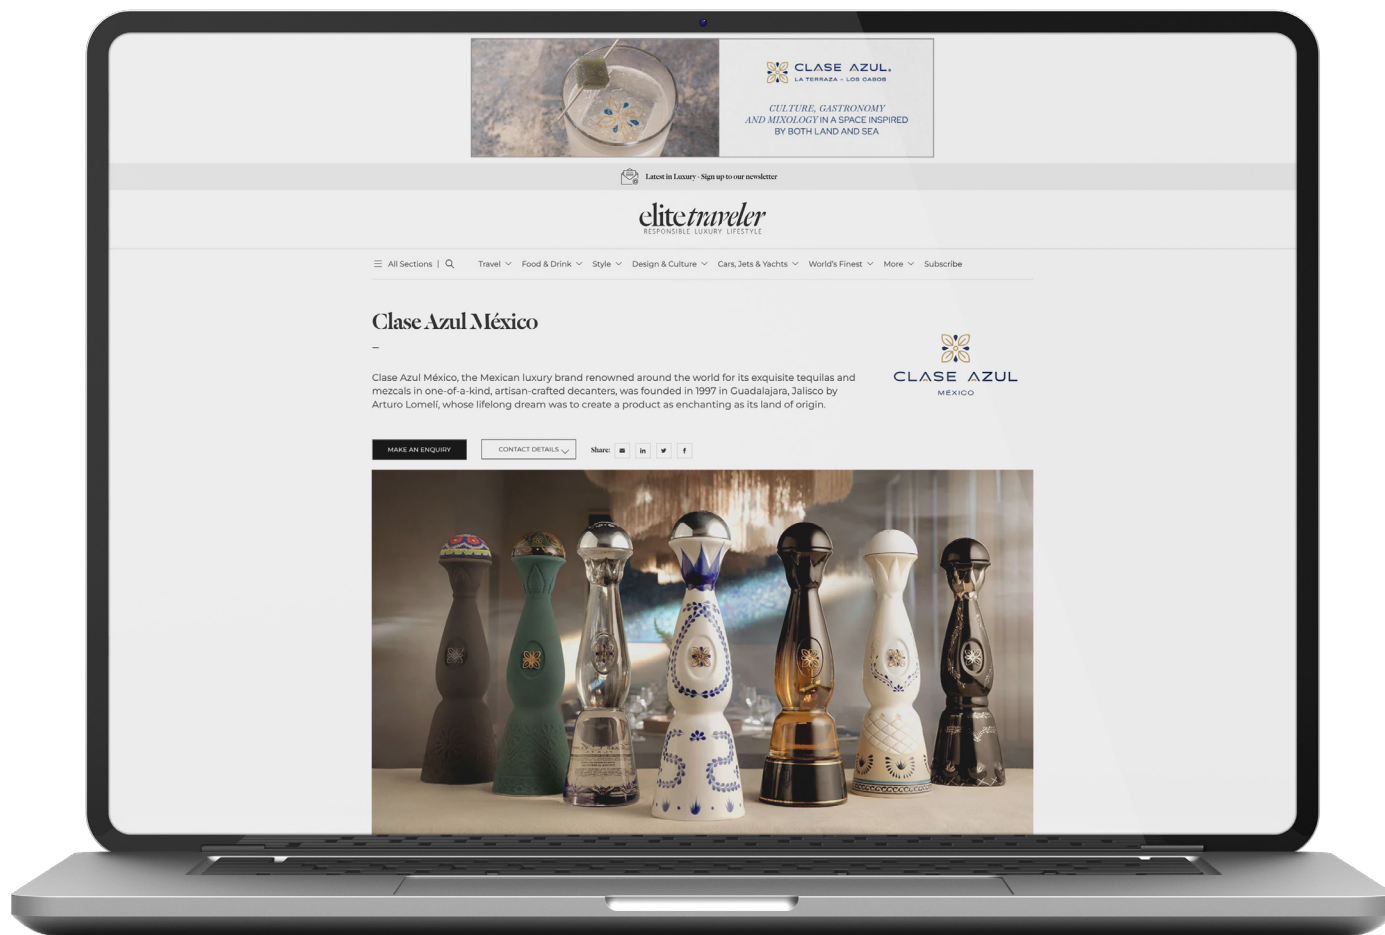 CLASE AZUL.
LA TERRAZA - LOS CABOS
CULTURE, GASTRONOMY
AND MIXOLOGY IN A SPACE INSPIRED
BY BOTH LAND AND SEA
Latest in Luxury - Sign up to our newsletter
elitetraveler
RESPONSIBLE LUXURY LIFESTYLE
All Sections | Travel Food & Drink Style Design & Culture Cars, Jets & Yachts World's Finest More Subscribe
Clase Azul México
Clase Azul México, the Mexican luxury brand renowned around the world for its exquisite tequilas and
mezcals in one-of-a-kind, artisan-crafted decanters, was founded in 1997 in Guadalajara, Jalisco by
Arturo Lomelí, whose lifelong dream was to create a product as enchanting as its land of origin.
CLASE AZUL
MÉXICO
MAKE AN ENQUIRY CONTACT DETAILS Share: in f